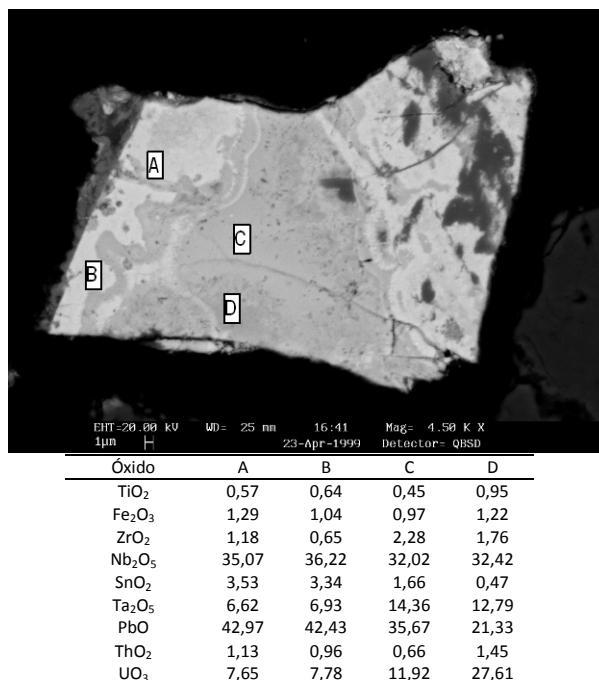 A
B
C
D
EHT=20.00 kV WD= 25 mm 16:41 Mag= 4.50 K X
1µm 23-Apr-1999 Detector= QBSD
Óxido A B C D
TiO₂ 0,57 0,64 0,45 0,95
Fe₂O₃ 1,29 1,04 0,97 1,22
ZrO₂ 1,18 0,65 2,28 1,76
Nb₂O₅ 35,07 36,22 32,02 32,42
SnO₂ 3,53 3,34 1,66 0,47
Ta₂O₅ 6,62 6,93 14,36 12,79
PbO 42,97 42,43 35,67 21,33
ThO₂ 1,13 0,96 0,66 1,45
UO₃ 7,65 7,78 11,92 27,61